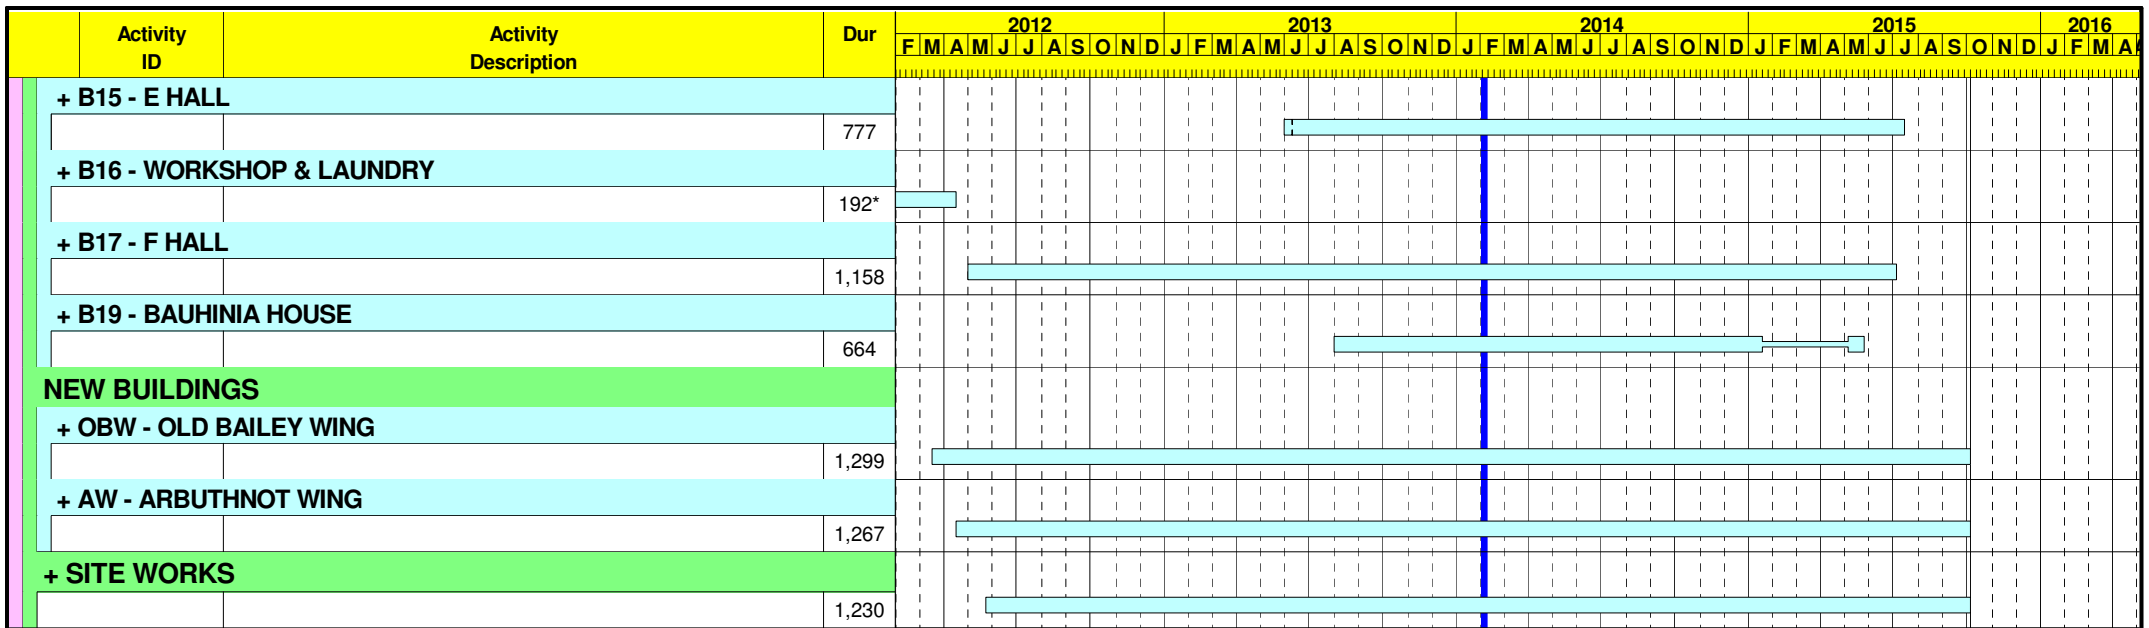 Activity ID Activity Description Dur 2012 2013 2014 2015 2016
F M A M J J A S O N D J F M A M J J A S O N D J F M A M J J A S O N D J F M A M J J A S O N D J F M A
+ B15 - E HALL
777
+ B16 - WORKSHOP & LAUNDRY
192*
+ B17 - F HALL
1,158
+ B19 - BAUHINIA HOUSE
664
NEW BUILDINGS
+ OBW - OLD BAILEY WING
1,299
+ AW - ARBUTHNOT WING
1,267
+ SITE WORKS
1,230